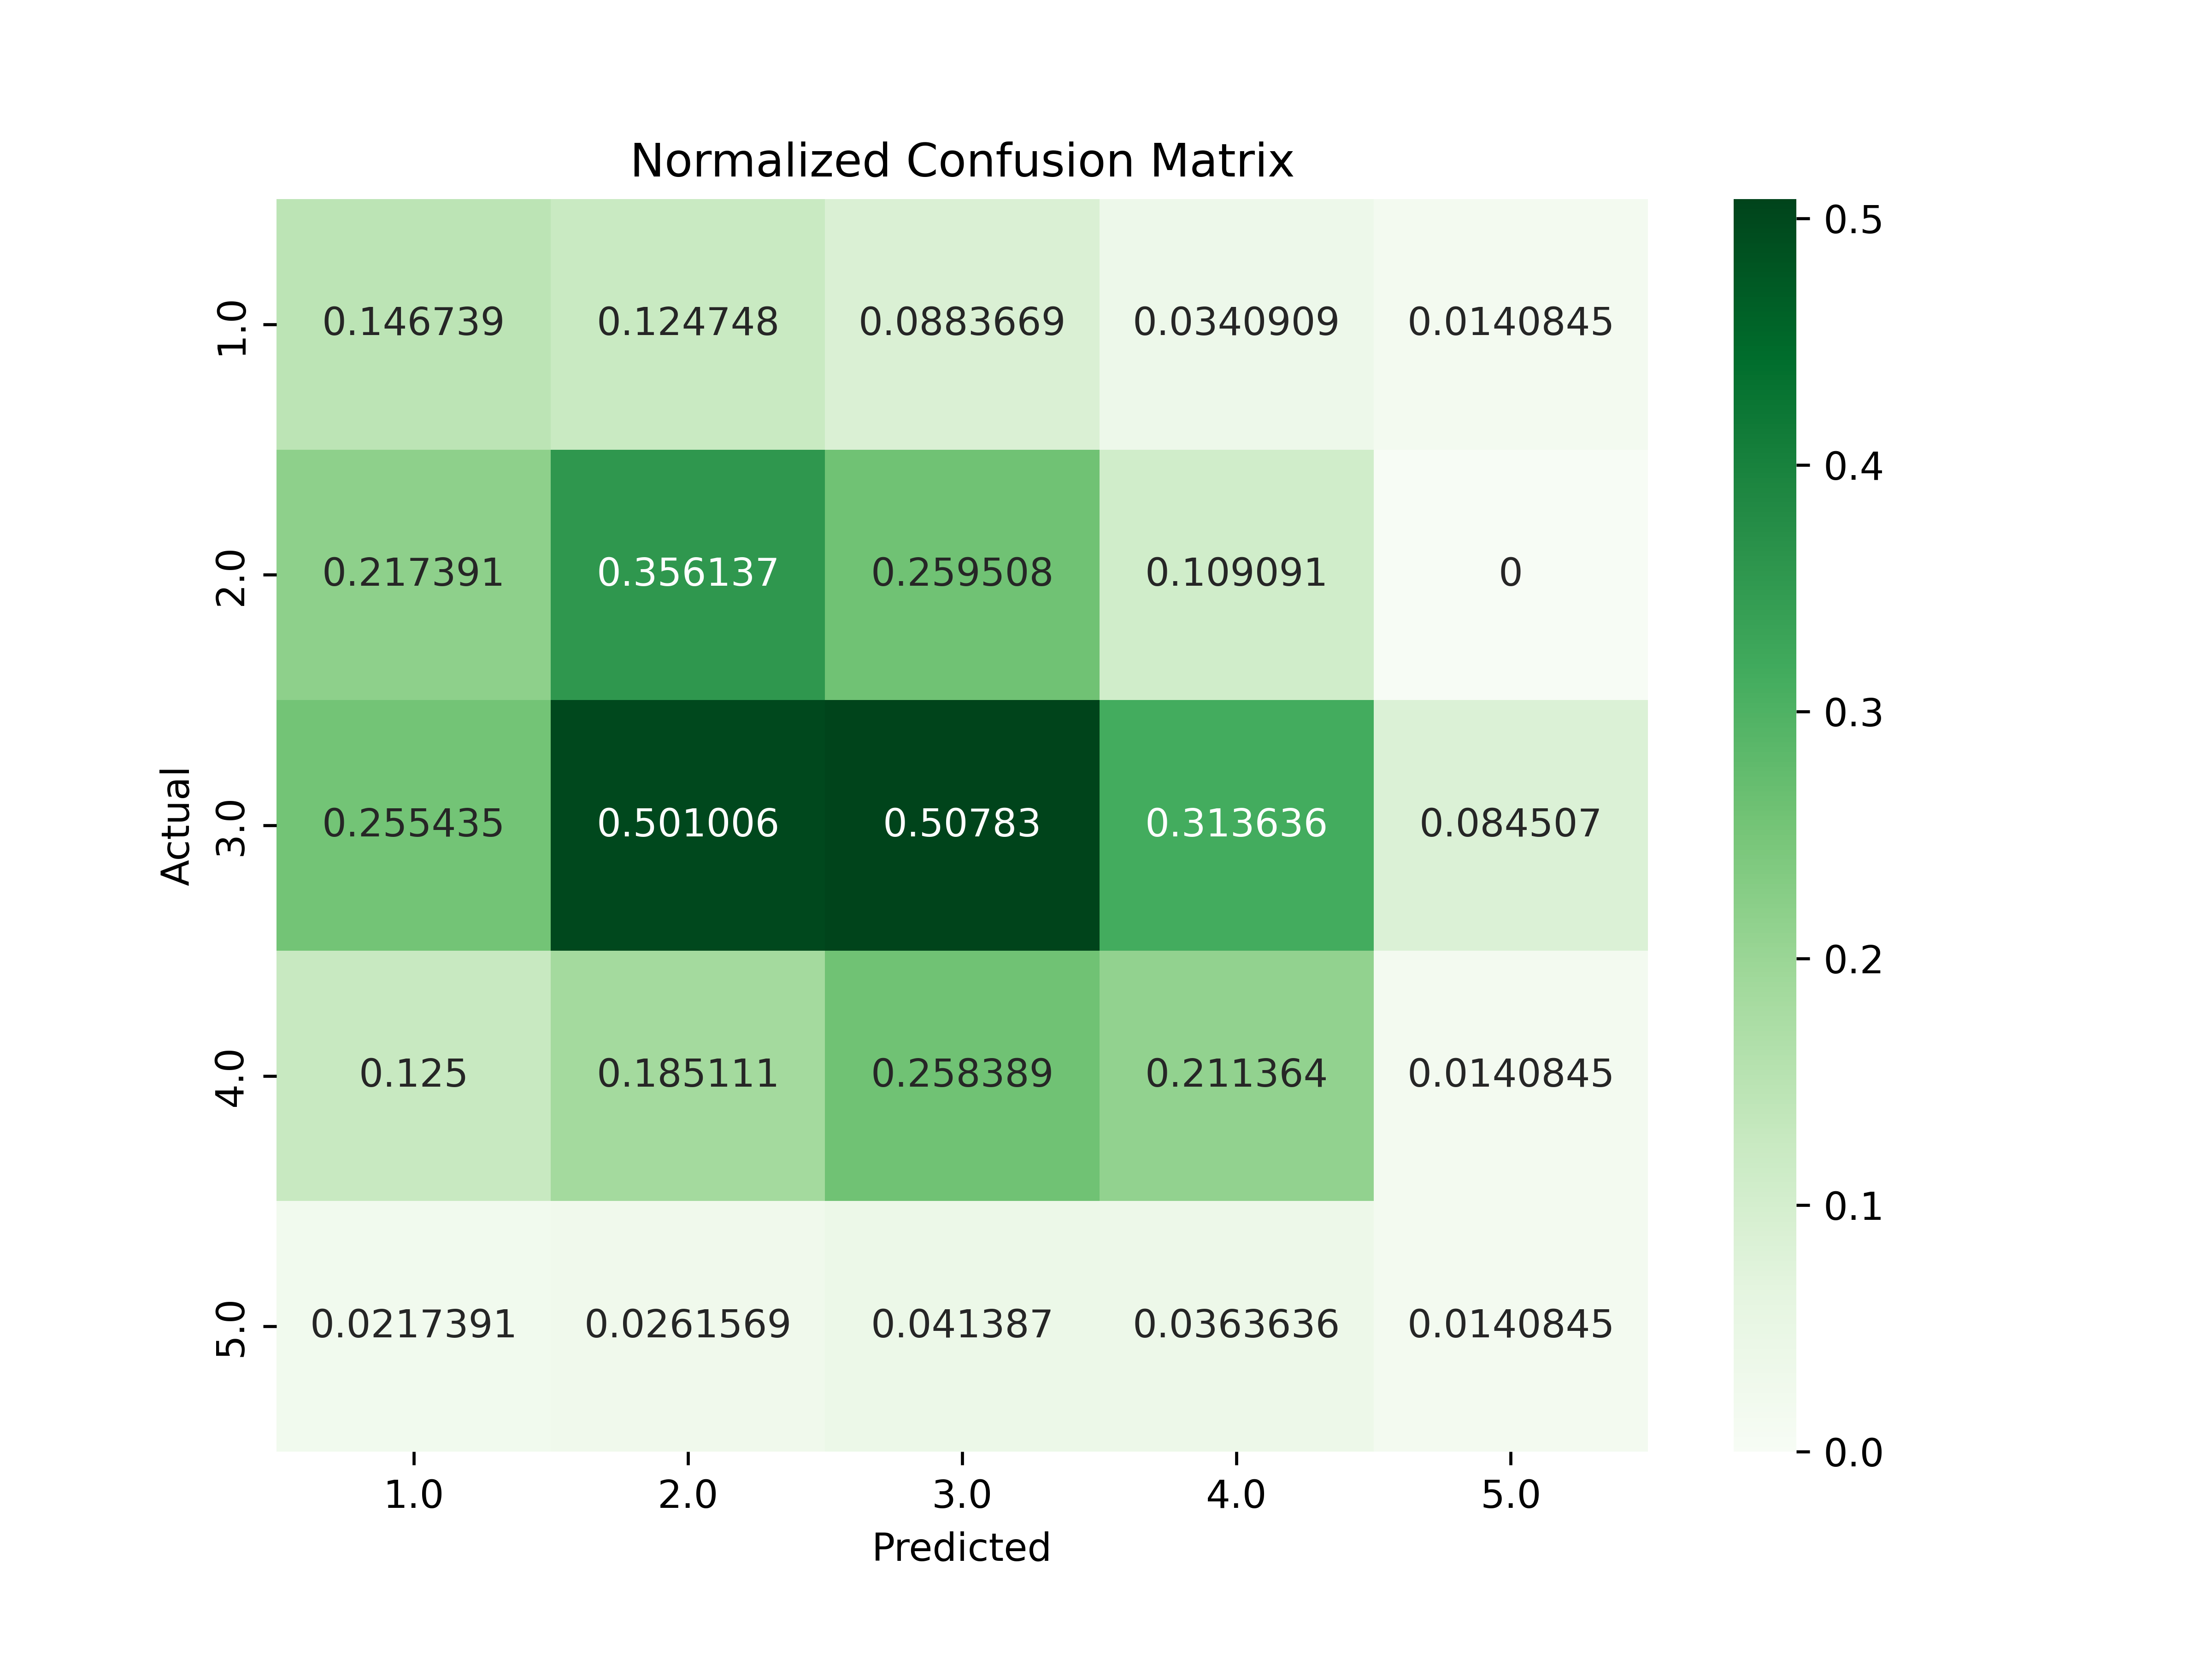 Normalized Confusion Matrix
0.146739 0.124748 0.0883669 0.0340909 0.0140845
0.217391 0.356137 0.259508 0.109091 0
0.255435 0.501006 0.50783 0.313636 0.084507
0.125 0.185111 0.258389 0.211364 0.0140845
0.0217391 0.0261569 0.041387 0.0363636 0.0140845
1.0
2.0
3.0
4.0
5.0
Actual
1.0 2.0 3.0 4.0 5.0
Predicted
0.5
0.4
0.3
0.2
0.1
0.0